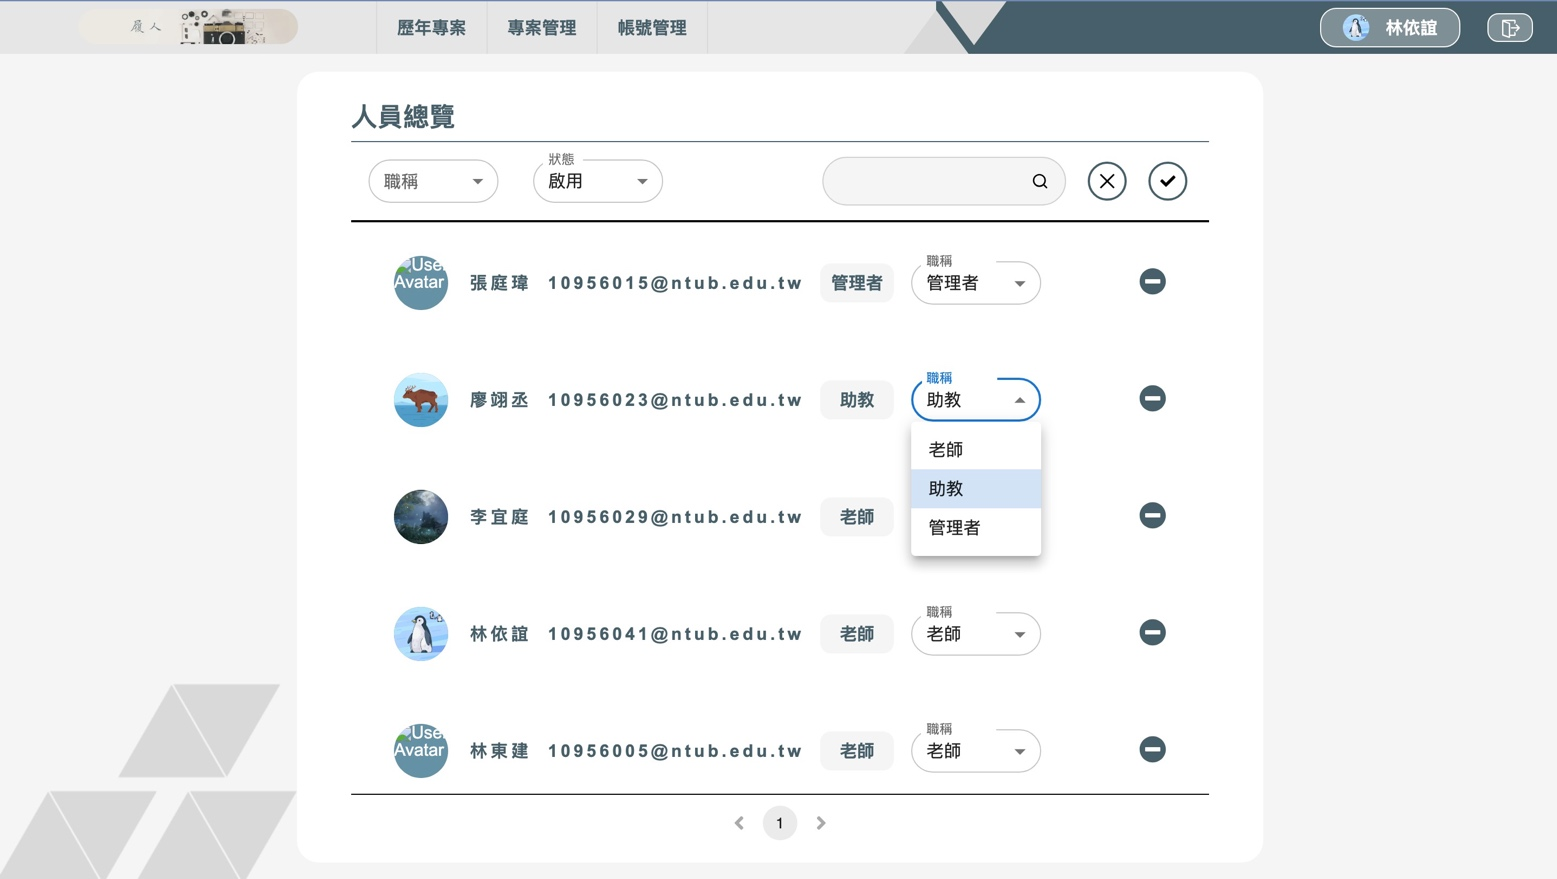 履人
歷年專案 專案管理 帳號管理
林依誼
人員總覽
職稱
狀態
啟用
User Avatar
張庭瑋 10956015@ntub.edu.tw 管理者
職稱
管理者
廖翊丞 10956023@ntub.edu.tw 助教
職稱
助教
老師
助教
管理者
李宜庭 10956029@ntub.edu.tw 老師
林依誼 10956041@ntub.edu.tw 老師
職稱
老師
User Avatar
林東建 10956005@ntub.edu.tw 老師
職稱
老師
1